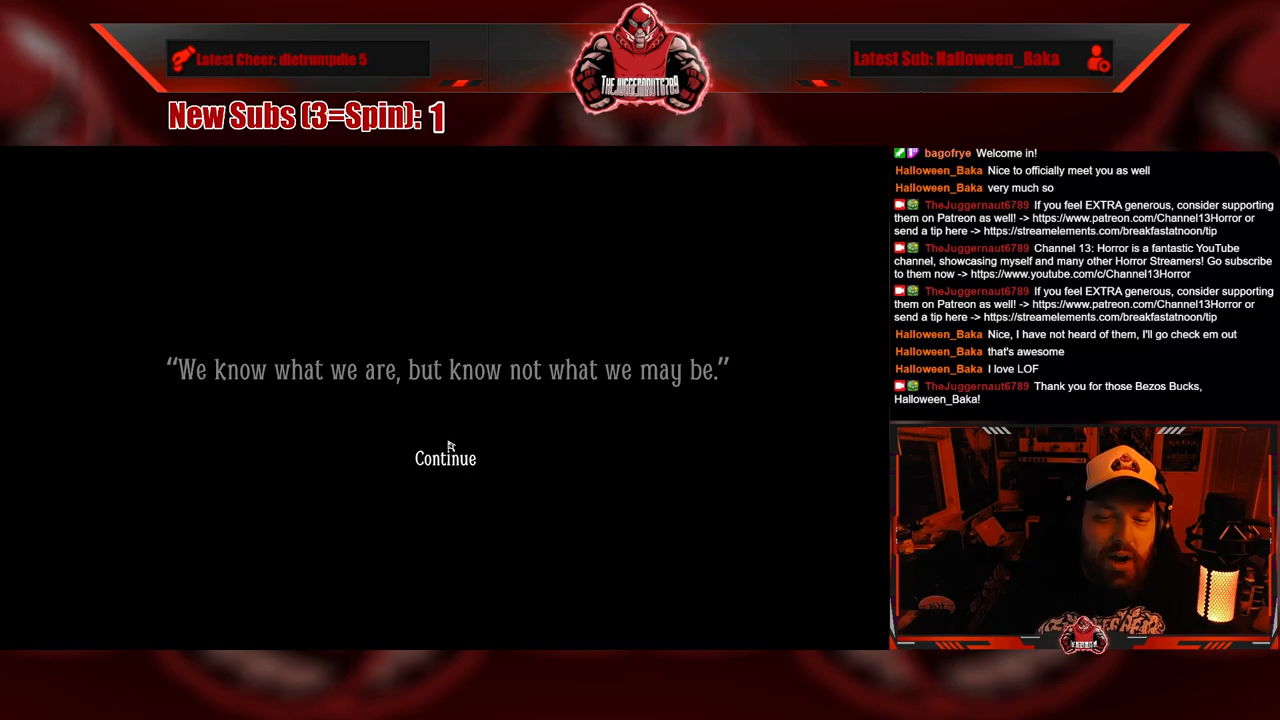 Latest Cheer: dietrumpdie 5
THEJUGGERNAUT6789
Latest Sub: Halloween_Baka
New Subs (3=Spin): 1
bagofrye Welcome in!
Halloween_Baka Nice to officially meet you as well
Halloween_Baka very much so
TheJuggernaut6789 If you feel EXTRA generous, consider supporting
them on Patreon as well! -> https://www.patreon.com/Channel13Horror or
send a tip here -> https://streamelements.com/breakfastatnoon/tip
TheJuggernaut6789 Channel 13: Horror is a fantastic YouTube
channel, showcasing myself and many other Horror Streamers! Go subscribe
to them now -> https://www.youtube.com/c/Channel13Horror
TheJuggernaut6789 If you feel EXTRA generous, consider supporting
them on Patreon as well! -> https://www.patreon.com/Channel13Horror or
send a tip here -> https://streamelements.com/breakfastatnoon/tip
Halloween_Baka Nice, I have not heard of them, I'll go check em out
Halloween_Baka that's awesome
Halloween_Baka I love LOF
TheJuggernaut6789 Thank you for those Bezos Bucks,
Halloween_Baka!
“We know what we are, but know not what we may be.”
Continue